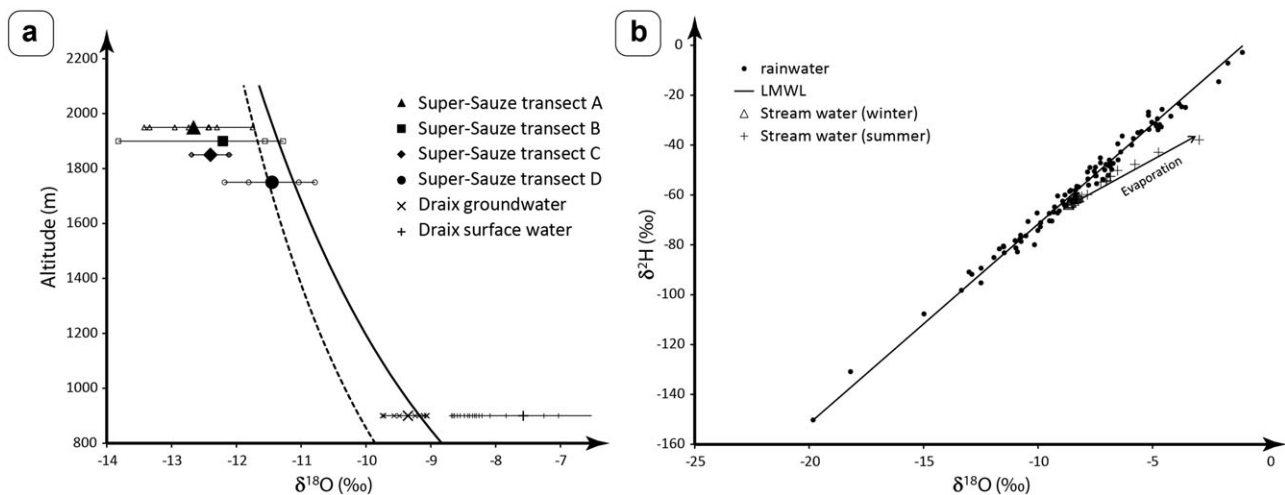 a
2200
2000
1800
1600
1400
1200
1000
800
Altitude (m)
-14 -13 -12 -11 -10 -9 -8 -7
δ¹⁸O (‰)
Super-Sauze transect A
Super-Sauze transect B
Super-Sauze transect C
Super-Sauze transect D
Draix groundwater
Draix surface water
b
0
-20
-40
-60
-80
-100
-120
-140
-160
δ²H (‰)
-25 -20 -15 -10 -5 0
δ¹⁸O (‰)
rainwater
LMWL
Stream water (winter)
Stream water (summer)
Evaporation